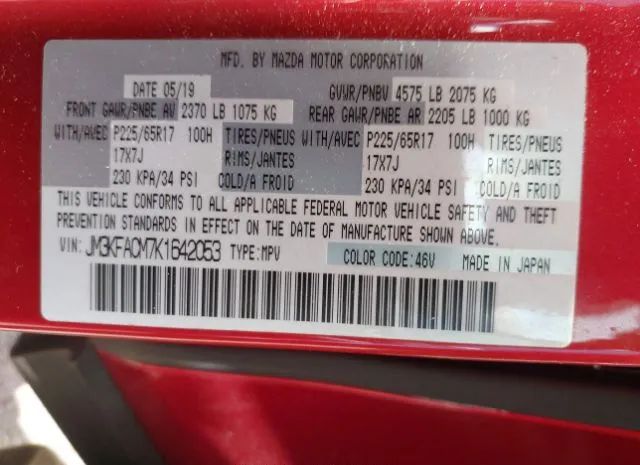 MFD. BY MAZDA MOTOR CORPORATION
DATE 05/19 GVWR/PNBV 4575 LB 2075 KG
FRONT GAWR/PNBE AV 2370 LB 1075 KG REAR GAWR/PNBE AR 2205 LB 1000 KG
WITH/AVEC P225/65R17 100H TIRES/PNEUS WITH/AVEC P225/65R17 100H TIRES/PNEUS
17X7J RIMS/JANTES 17X7J RIMS/JANTES
230 KPA/34 PSI COLD/A FROID 230 KPA/34 PSI COLD/A FROID
THIS VEHICLE CONFORMS TO ALL APPLICABLE FEDERAL MOTOR VEHICLE SAFETY AND THEFT
PREVENTION STANDARDS IN EFFECT ON THE DATE OF MANUFACTURE SHOWN ABOVE.
VIN: JM3KFACM7K1642053 TYPE:MPV COLOR CODE:46V MADE IN JAPAN